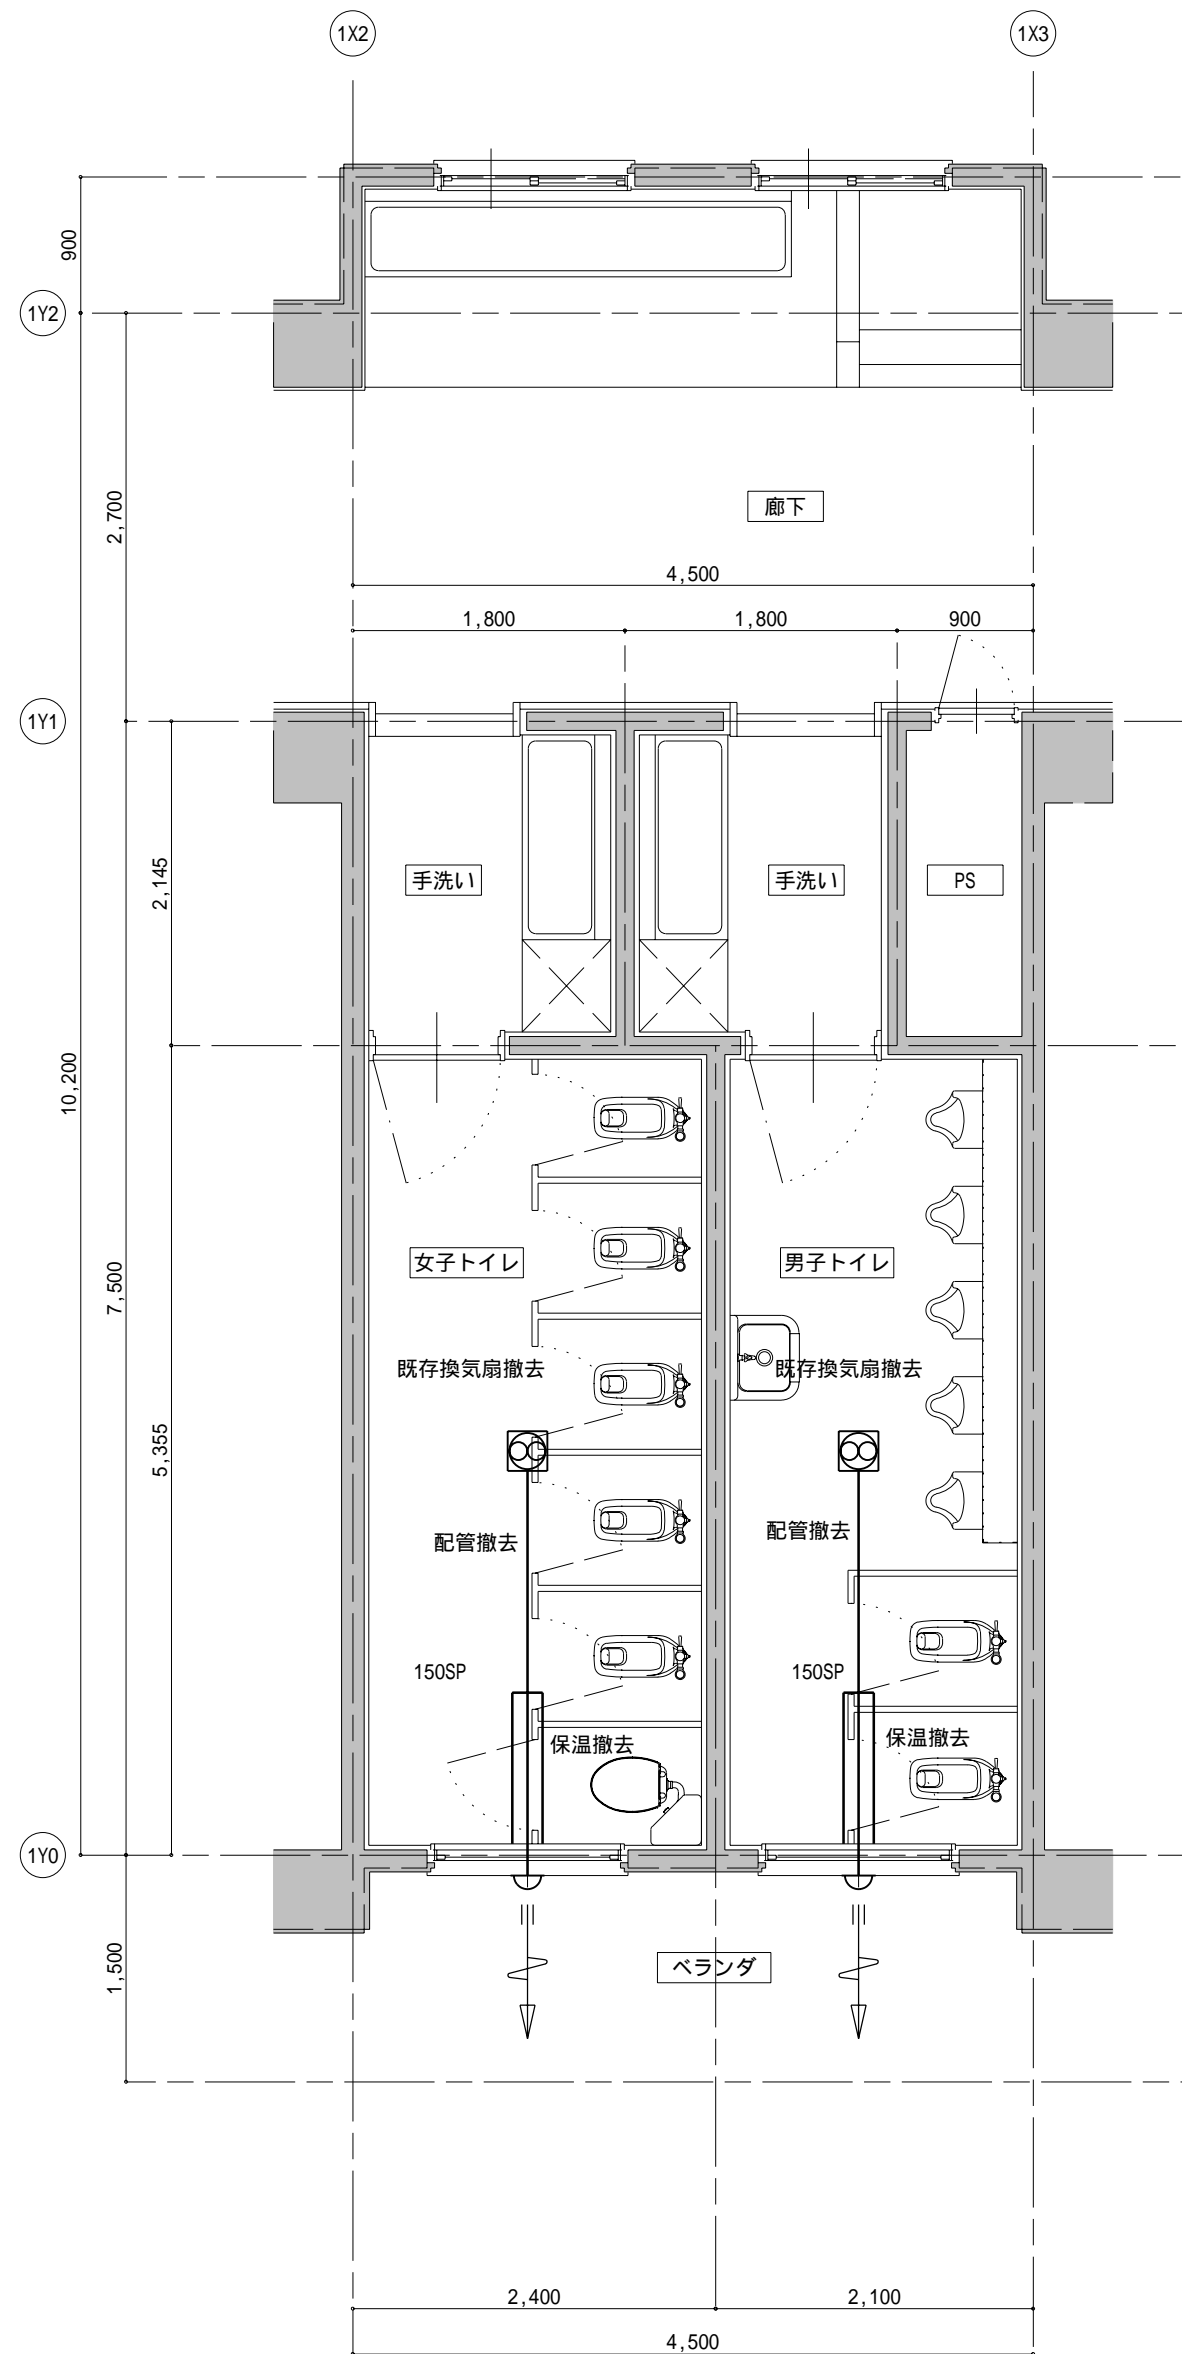 1X2
1X3
900
1Y2
2,700
廊下
4,500
1,800
1,800
900
1Y1
2,145
手洗い
手洗い
PS
10,200
7,500
女子トイレ
男子トイレ
既存換気扇撤去
既存換気扇撤去
5,355
配管撤去
配管撤去
150SP
150SP
保温撤去
保温撤去
1Y0
1,500
ベランダ
2,400
2,100
4,500